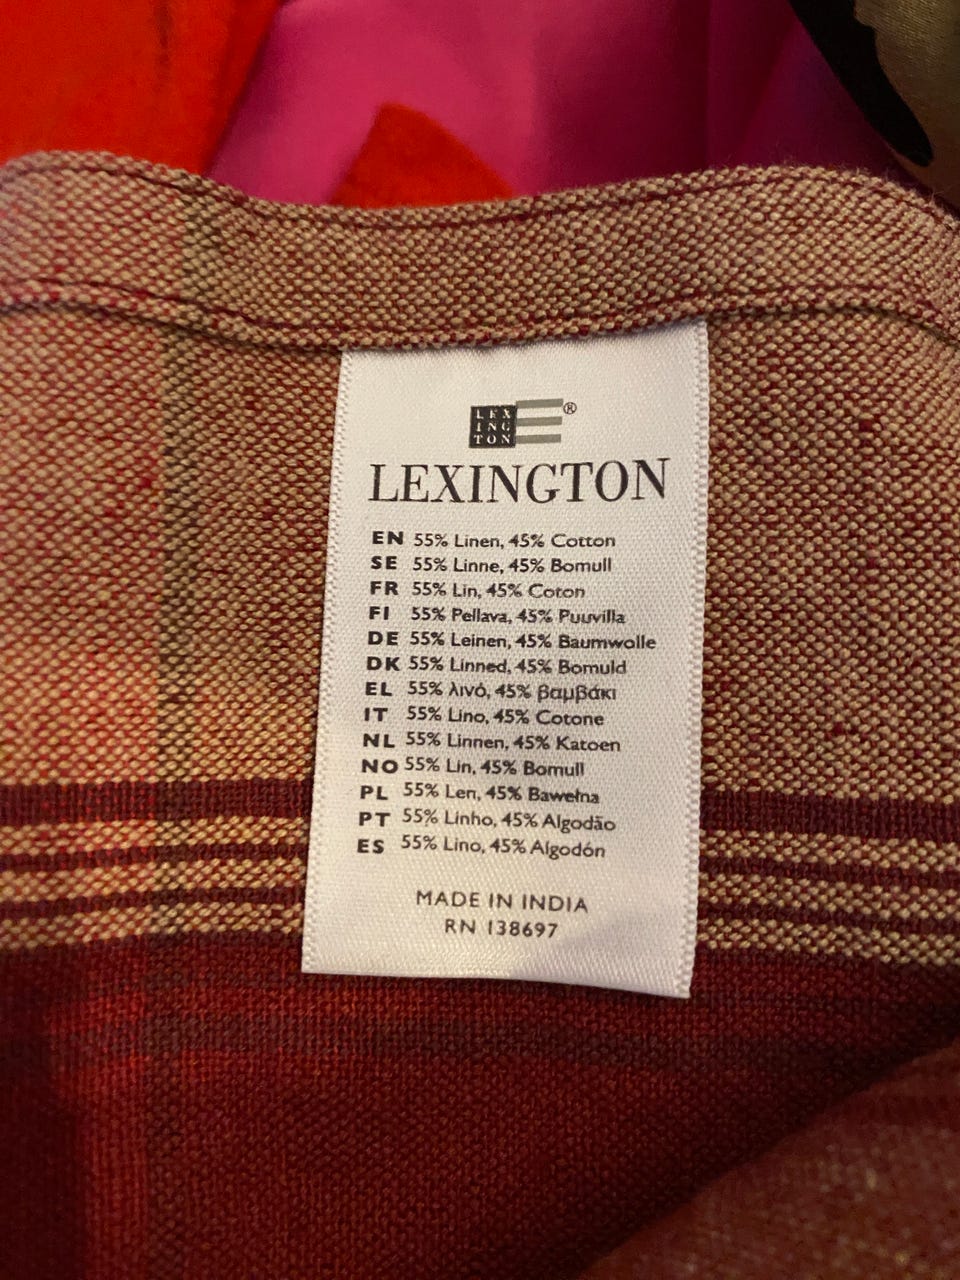 LEX
ING
TON
®
LEXINGTON
EN 55% Linen, 45% Cotton
SE 55% Linne, 45% Bomull
FR 55% Lin, 45% Coton
FI 55% Pellava, 45% Puuvilla
DE 55% Leinen, 45% Baumwolle
DK 55% Linned, 45% Bomuld
EL 55% λινό, 45% βαμβάκι
IT 55% Lino, 45% Cotone
NL 55% Linnen, 45% Katoen
NO 55% Lin, 45% Bomull
PL 55% Len, 45% Bawełna
PT 55% Linho, 45% Algodão
ES 55% Lino, 45% Algodón
MADE IN INDIA
RN 138697